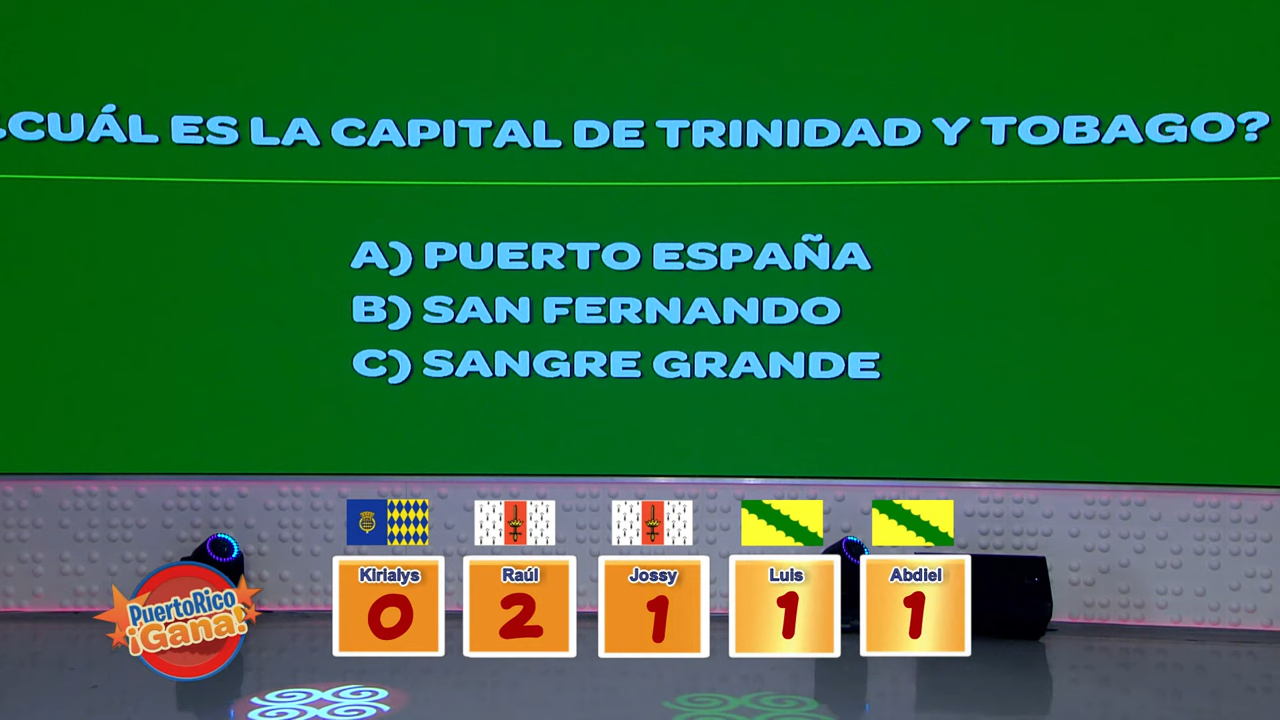 ¿CUÁL ES LA CAPITAL DE TRINIDAD Y TOBAGO?
A) PUERTO ESPAÑA
B) SAN FERNANDO
C) SANGRE GRANDE
Kirialys
Raúl
Jossy
Luis
Abdiel
0
2
1
1
1
PuertoRico
¡Gana!